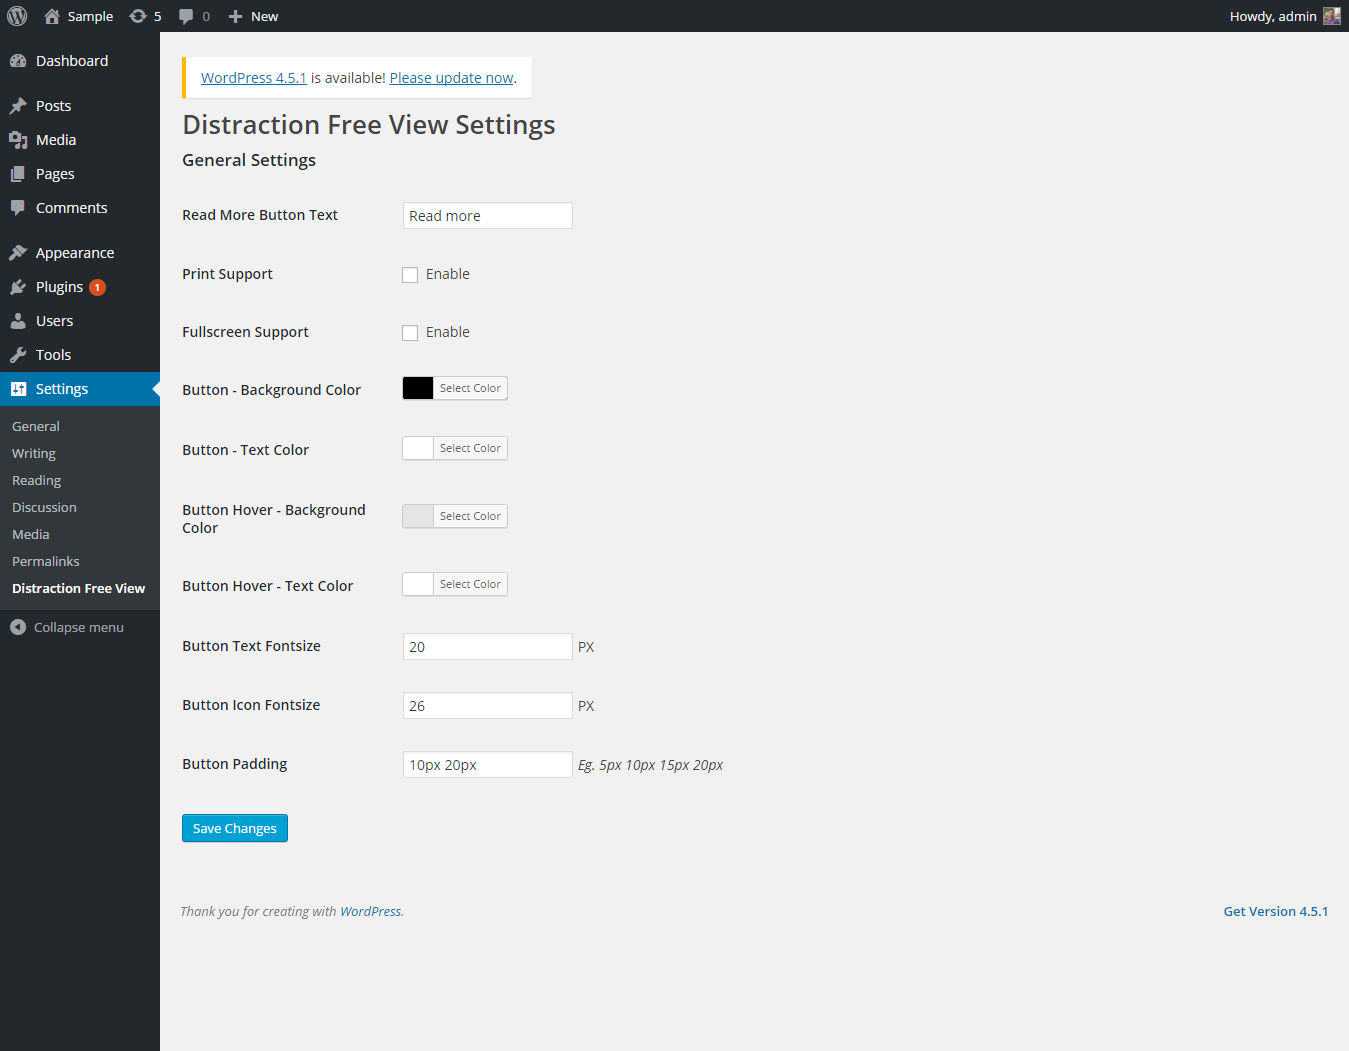 Sample 5 0 New Howdy, admin
Dashboard
Posts
Media
Pages
Comments
Appearance
Plugins 1
Users
Tools
Settings
General
Writing
Reading
Discussion
Media
Permalinks
Distraction Free View
Collapse menu
WordPress 4.5.1 is available! Please update now.
Distraction Free View Settings
General Settings
Read More Button Text Read more
Print Support Enable
Fullscreen Support Enable
Button - Background Color Select Color
Button - Text Color Select Color
Button Hover - Background
Color Select Color
Button Hover - Text Color Select Color
Button Text Fontsize 20 PX
Button Icon Fontsize 26 PX
Button Padding 10px 20px Eg. 5px 10px 15px 20px
Save Changes
Thank you for creating with WordPress. Get Version 4.5.1